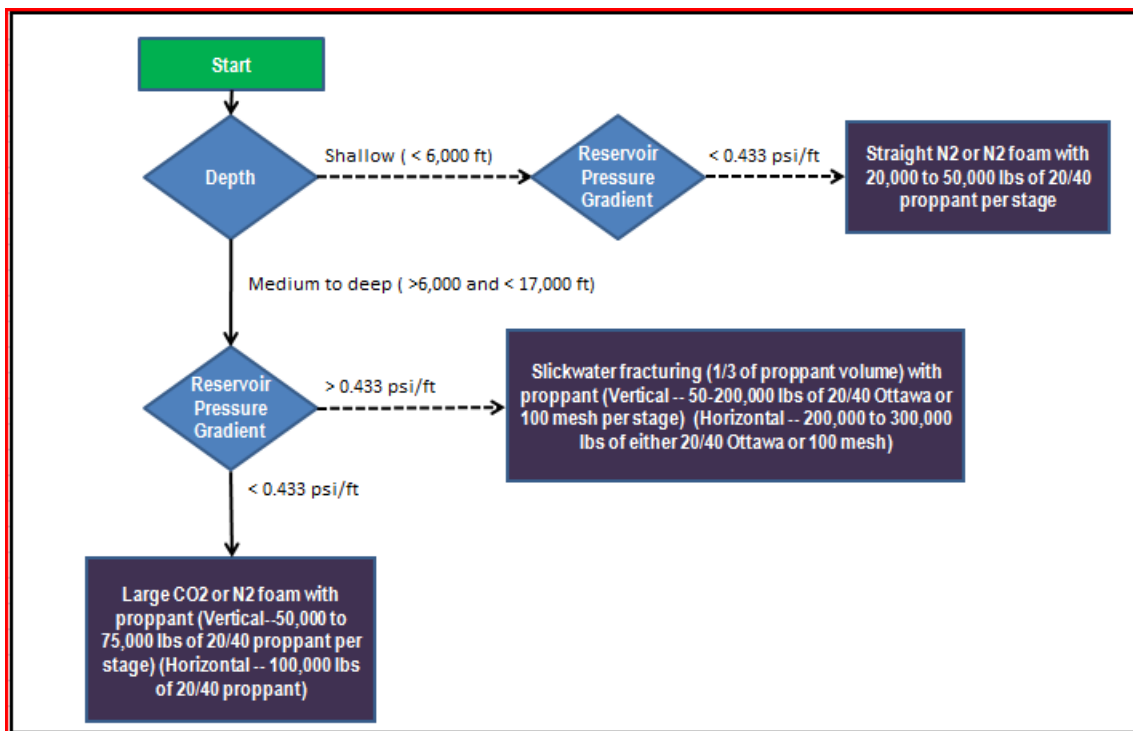 Start
Depth
Shallow ( < 6,000 ft)
Reservoir
Pressure
Gradient
< 0.433 psi/ft
Straight N2 or N2 foam with
20,000 to 50,000 lbs of 20/40
proppant per stage
Medium to deep ( >6,000 and < 17,000 ft)
Reservoir
Pressure
Gradient
> 0.433 psi/ft
Slickwater fracturing (1/3 of proppant volume) with
proppant (Vertical -- 50-200,000 lbs of 20/40 Ottawa or
100 mesh per stage) (Horizontal -- 200,000 to 300,000
lbs of either 20/40 Ottawa or 100 mesh)
< 0.433 psi/ft
Large CO2 or N2 foam with
proppant (Vertical--50,000 to
75,000 lbs of 20/40 proppant per
stage) (Horizontal -- 100,000 lbs
of 20/40 proppant)